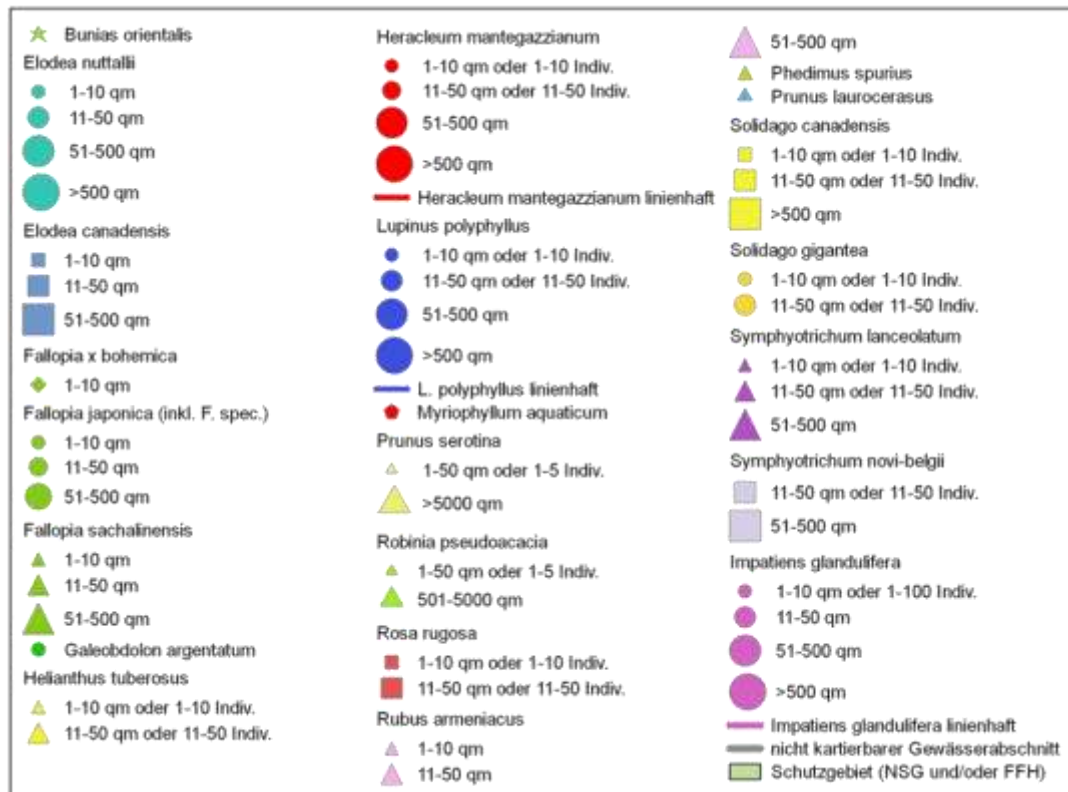 Bunias orientalis
Elodea nuttallii
1-10 qm
11-50 qm
51-500 qm
>500 qm
Elodea canadensis
1-10 qm
11-50 qm
51-500 qm
Fallopia x bohemica
1-10 qm
Fallopia japonica (inkl. F. spec.)
1-10 qm
11-50 qm
51-500 qm
Fallopia sachalinensis
1-10 qm
11-50 qm
51-500 qm
Galeobdolon argentatum
Helianthus tuberosus
1-10 qm oder 1-10 Indiv.
11-50 qm oder 11-50 Indiv.
Heracleum mantegazzianum
1-10 qm oder 1-10 Indiv.
11-50 qm oder 11-50 Indiv.
51-500 qm
>500 qm
Heracleum mantegazzianum linienhaft
Lupinus polyphyllus
1-10 qm oder 1-10 Indiv.
11-50 qm oder 11-50 Indiv.
51-500 qm
>500 qm
L. polyphyllus linienhaft
Myriophyllum aquaticum
Prunus serotina
1-50 qm oder 1-5 Indiv.
>5000 qm
Robinia pseudoacacia
1-50 qm oder 1-5 Indiv.
501-5000 qm
Rosa rugosa
1-10 qm oder 1-10 Indiv.
11-50 qm oder 11-50 Indiv.
Rubus armeniacus
1-10 qm
11-50 qm
51-500 qm
Phedimus spurius
Prunus laurocerasus
Solidago canadensis
1-10 qm oder 1-10 Indiv.
11-50 qm oder 11-50 Indiv.
>500 qm
Solidago gigantea
1-10 qm oder 1-10 Indiv.
11-50 qm oder 11-50 Indiv.
Symphyotrichum lanceolatum
1-10 qm oder 1-10 Indiv.
11-50 qm oder 11-50 Indiv.
51-500 qm
Symphyotrichum novi-belgii
11-50 qm oder 11-50 Indiv.
51-500 qm
Impatiens glandulifera
1-10 qm oder 1-100 Indiv.
11-50 qm
51-500 qm
>500 qm
Impatiens glandulifera linienhaft
nicht kartierbarer Gewässerabschnitt
Schutzgebiet (NSG und/oder FFH)